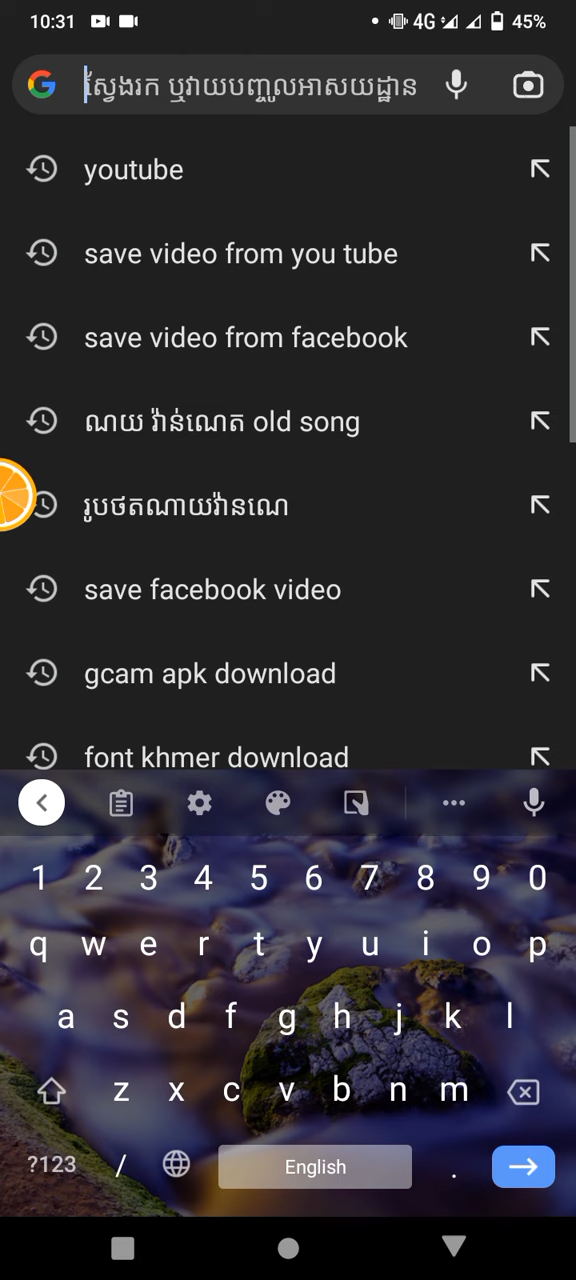 10:31 4G 45%
ស្វែងរក ឬវាយបញ្ចូលអាសយដ្ឋាន
youtube
save video from you tube
save video from facebook
ណយ វ៉ាន់ណេត old song
រូបថតណាយវ៉ានណេ
save facebook video
gcam apk download
font khmer download
1 2 3 4 5 6 7 8 9 0
q w e r t y u i o p
a s d f g h j k l
z x c v b n m
?123 / English .